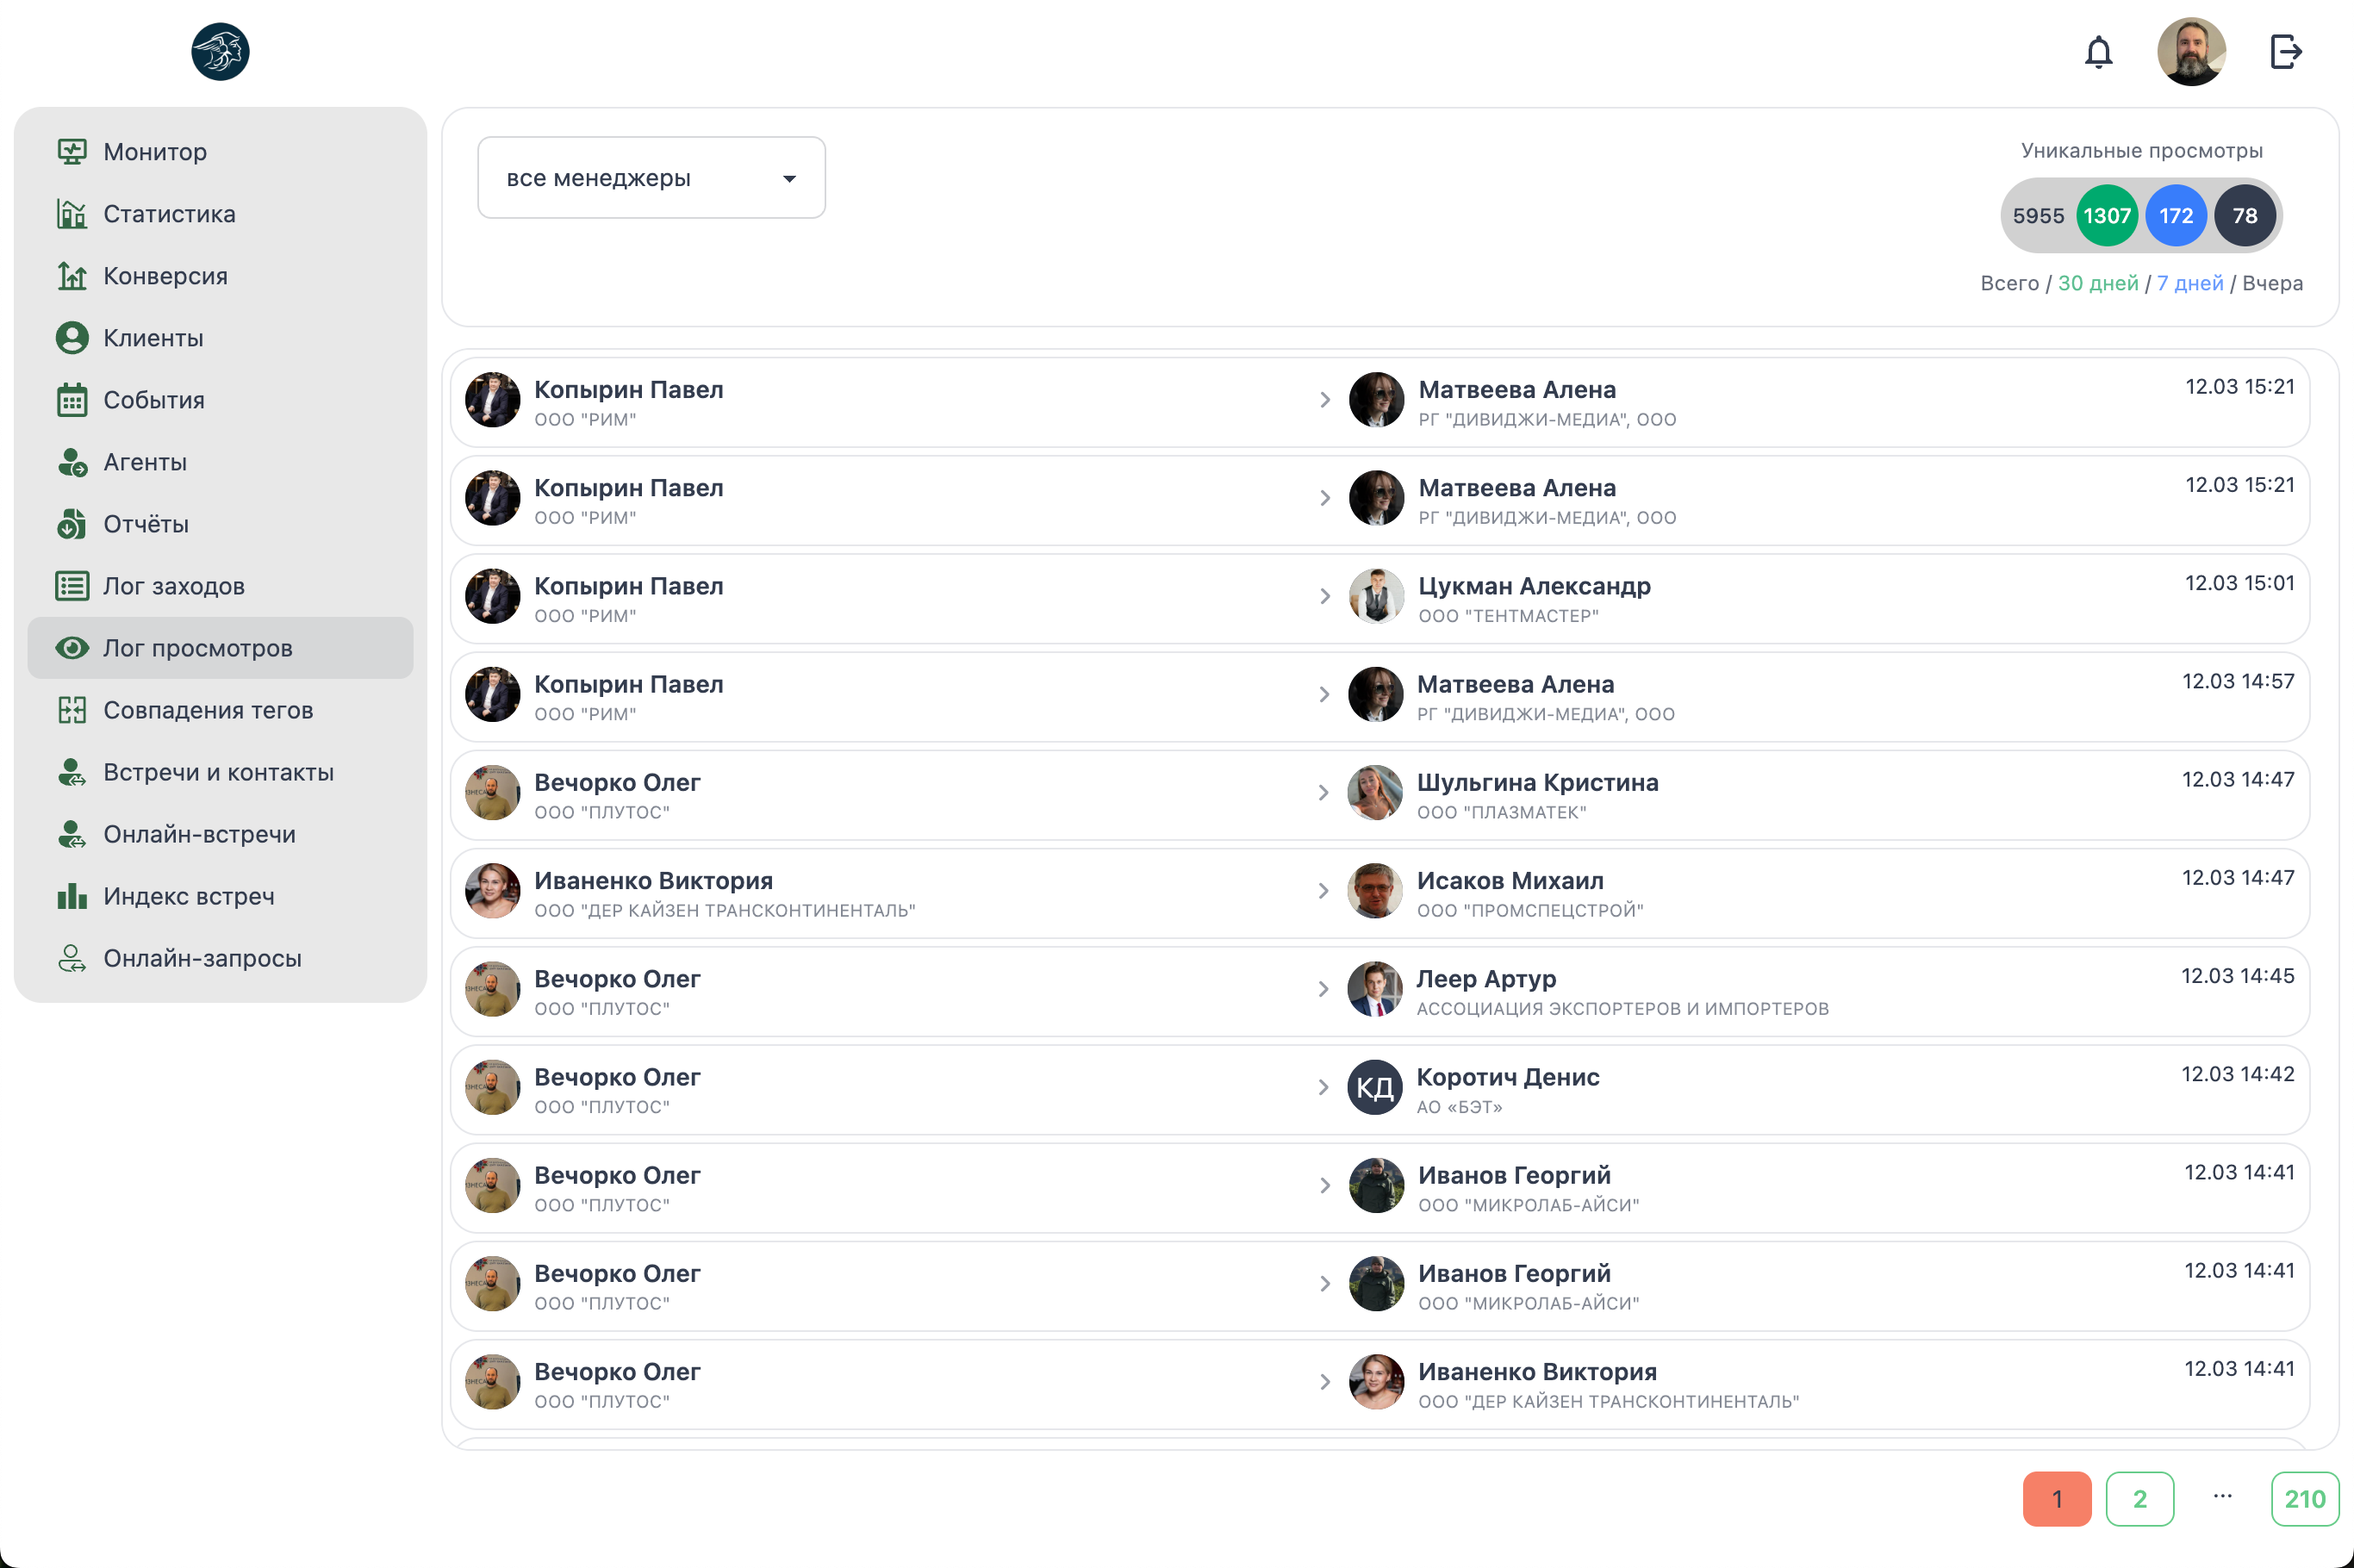 Монитор
Статистика
Конверсия
Клиенты
События
Агенты
Отчёты
Лог заходов
Лог просмотров
Совпадения тегов
Встречи и контакты
Онлайн-встречи
Индекс встреч
Онлайн-запросы
все менеджеры
Уникальные просмотры
5955 1307 172 78
Всего / 30 дней / 7 дней / Вчера
Копырин Павел Матвеева Алена 12.03 15:21
ООО "РИМ" РГ "ДИВИДЖИ-МЕДИА", ООО
Копырин Павел Матвеева Алена 12.03 15:21
ООО "РИМ" РГ "ДИВИДЖИ-МЕДИА", ООО
Копырин Павел Цукман Александр 12.03 15:01
ООО "РИМ" ООО "ТЕНТМАСТЕР"
Копырин Павел Матвеева Алена 12.03 14:57
ООО "РИМ" РГ "ДИВИДЖИ-МЕДИА", ООО
Вечорко Олег Шульгина Кристина 12.03 14:47
ООО "ПЛУТОС" ООО "ПЛАЗМАТЕК"
Иваненко Виктория Исаков Михаил 12.03 14:47
ООО "ДЕР КАЙЗЕН ТРАНСКОНТИНЕНТАЛЬ" ООО "ПРОМСПЕЦСТРОЙ"
Вечорко Олег Леер Артур 12.03 14:45
ООО "ПЛУТОС" АССОЦИАЦИЯ ЭКСПОРТЕРОВ И ИМПОРТЕРОВ
Вечорко Олег КД Коротич Денис 12.03 14:42
ООО "ПЛУТОС" АО «БЭТ»
Вечорко Олег Иванов Георгий 12.03 14:41
ООО "ПЛУТОС" ООО "МИКРОЛАБ-АЙСИ"
Вечорко Олег Иванов Георгий 12.03 14:41
ООО "ПЛУТОС" ООО "МИКРОЛАБ-АЙСИ"
Вечорко Олег Иваненко Виктория 12.03 14:41
ООО "ПЛУТОС" ООО "ДЕР КАЙЗЕН ТРАНСКОНТИНЕНТАЛЬ"
1 2 ... 210